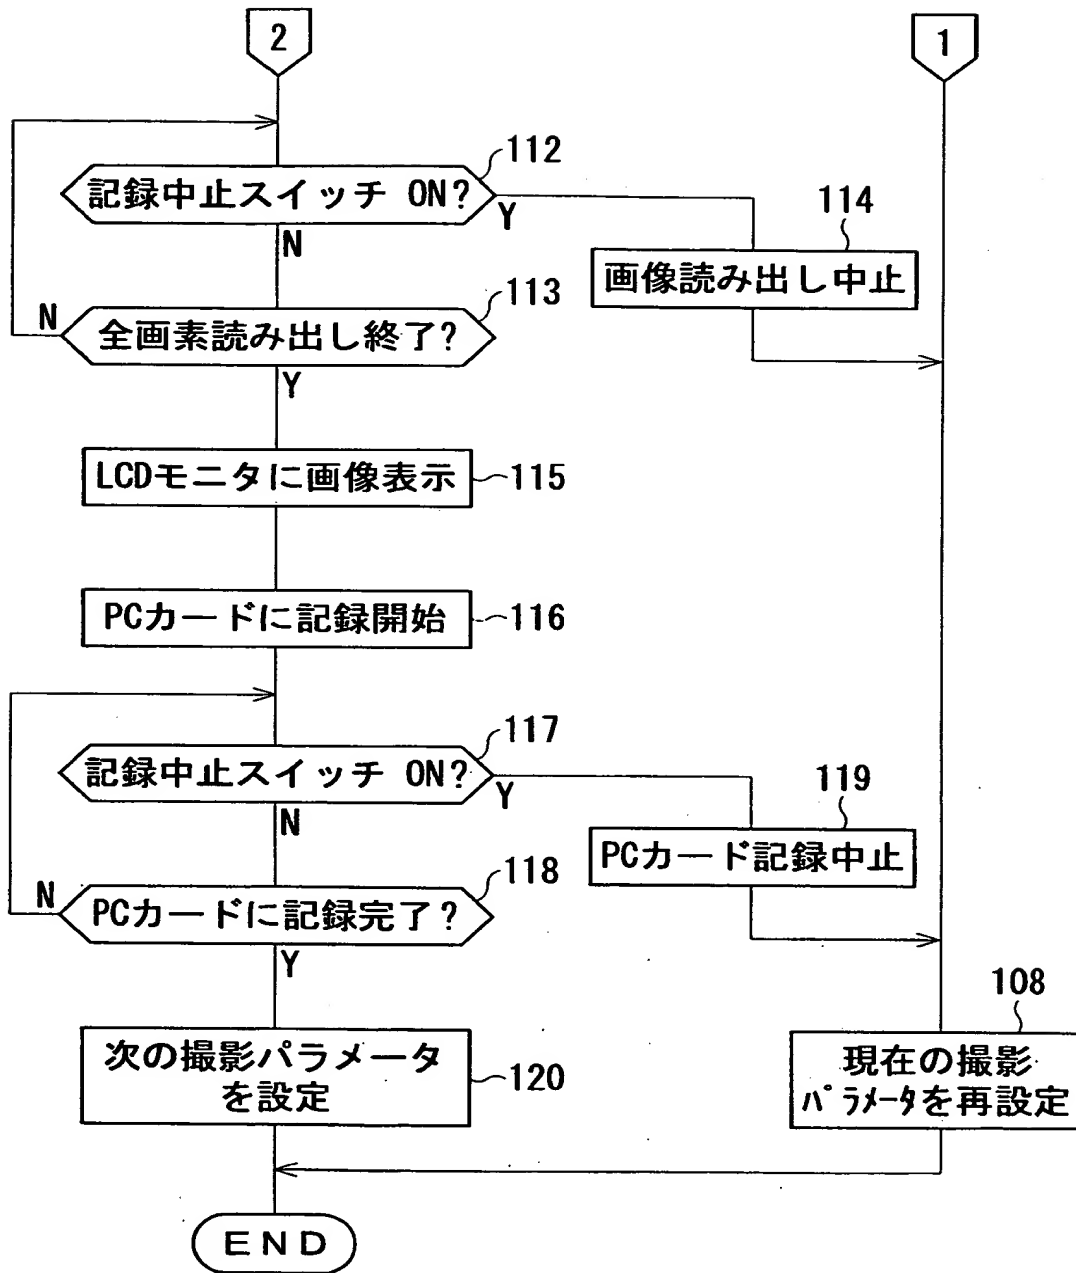 2
1
112
記録中止スイッチ ON?
Y
N
114
画像読み出し中止
113
N
全画素読み出し終了?
Y
LCDモニタに画像表示
115
PCカードに記録開始
116
117
記録中止スイッチ ON?
Y
N
119
PCカード記録中止
118
N
PCカードに記録完了?
Y
108
次の撮影パラメータ
を設定
120
現在の撮影
パラメータを再設定
END